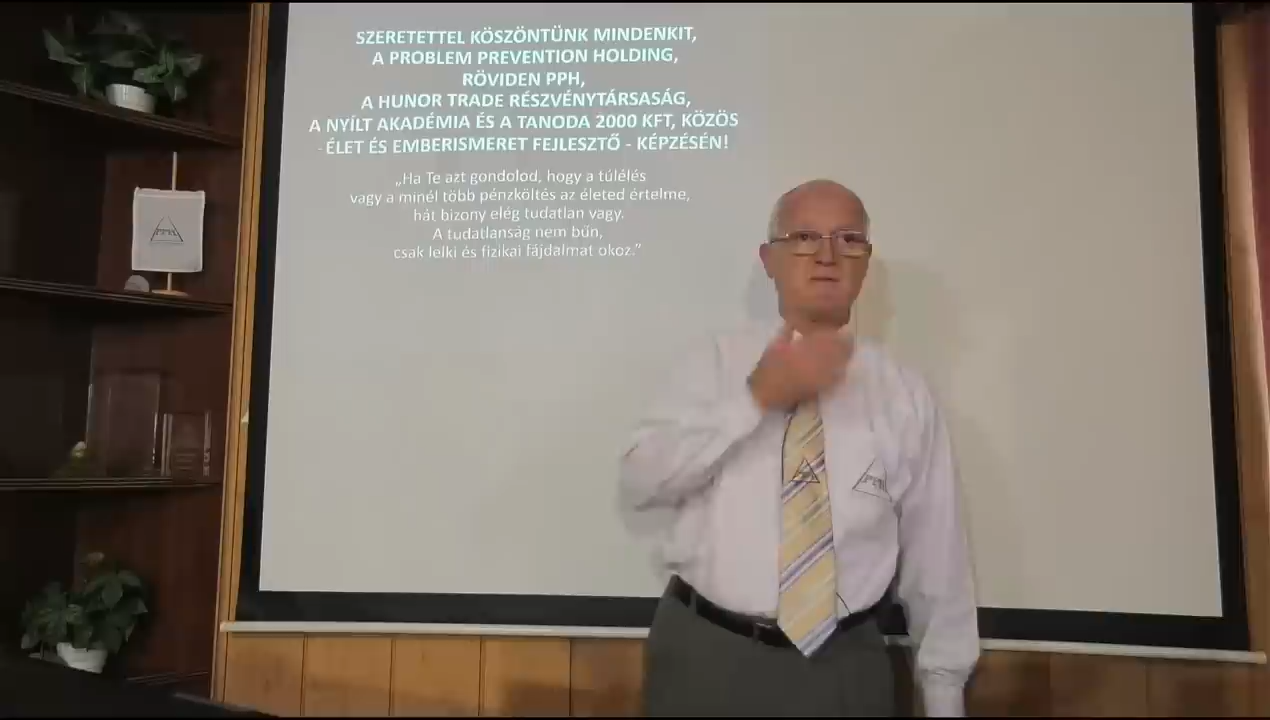 SZERETETTEL KÖSZÖNTÜNK MINDENKIT,
A PROBLEM PREVENTION HOLDING,
RÖVIDEN PPH,
A HUNOR TRADE RÉSZVÉNYTÁRSASÁG,
A NYÍLT AKADÉMIA ÉS A TANODA 2000 KFT, KÖZÖS
- ÉLET ÉS EMBERISMERET FEJLESZTŐ - KÉPZÉSÉN!
„Ha Te azt gondolod, hogy a túlélés
vagy a minél több pénzköltés az életed értelme,
hát bizony elég tudatlan vagy.
A tudatlanság nem bűn,
csak lelki és fizikai fájdalmat okoz.”